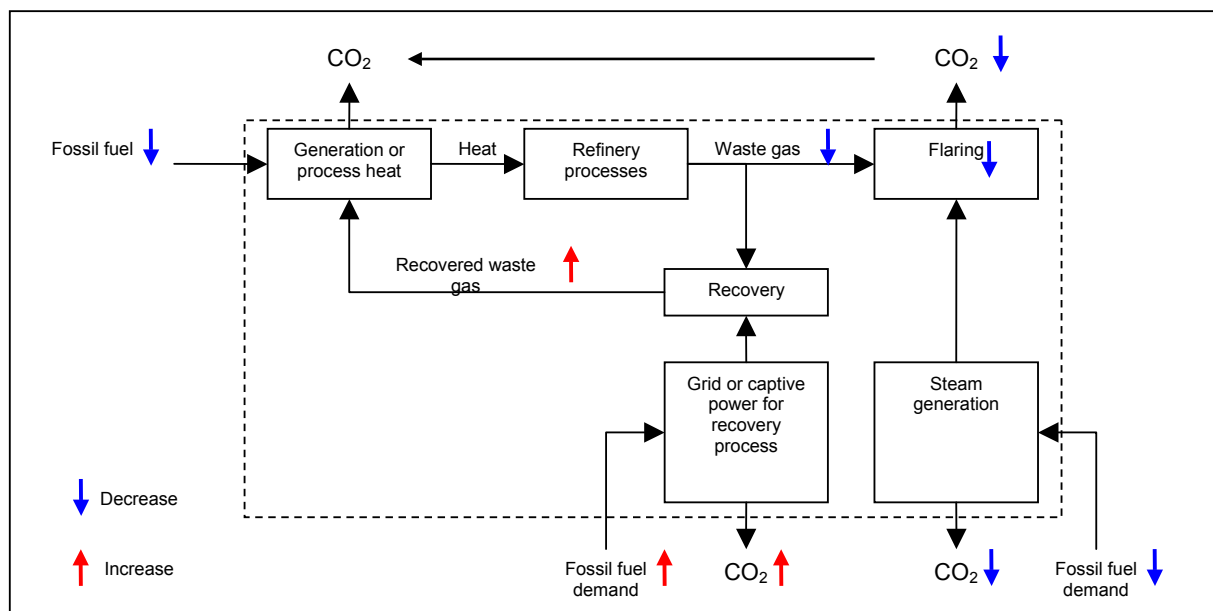 CO₂
CO₂
Fossil fuel
Generation or
process heat
Heat
Refinery
processes
Waste gas
Flaring
Recovered waste
gas
Recovery
Grid or captive
power for
recovery
process
Steam
generation
Decrease
Increase
Fossil fuel
demand
CO₂
CO₂
Fossil fuel
demand